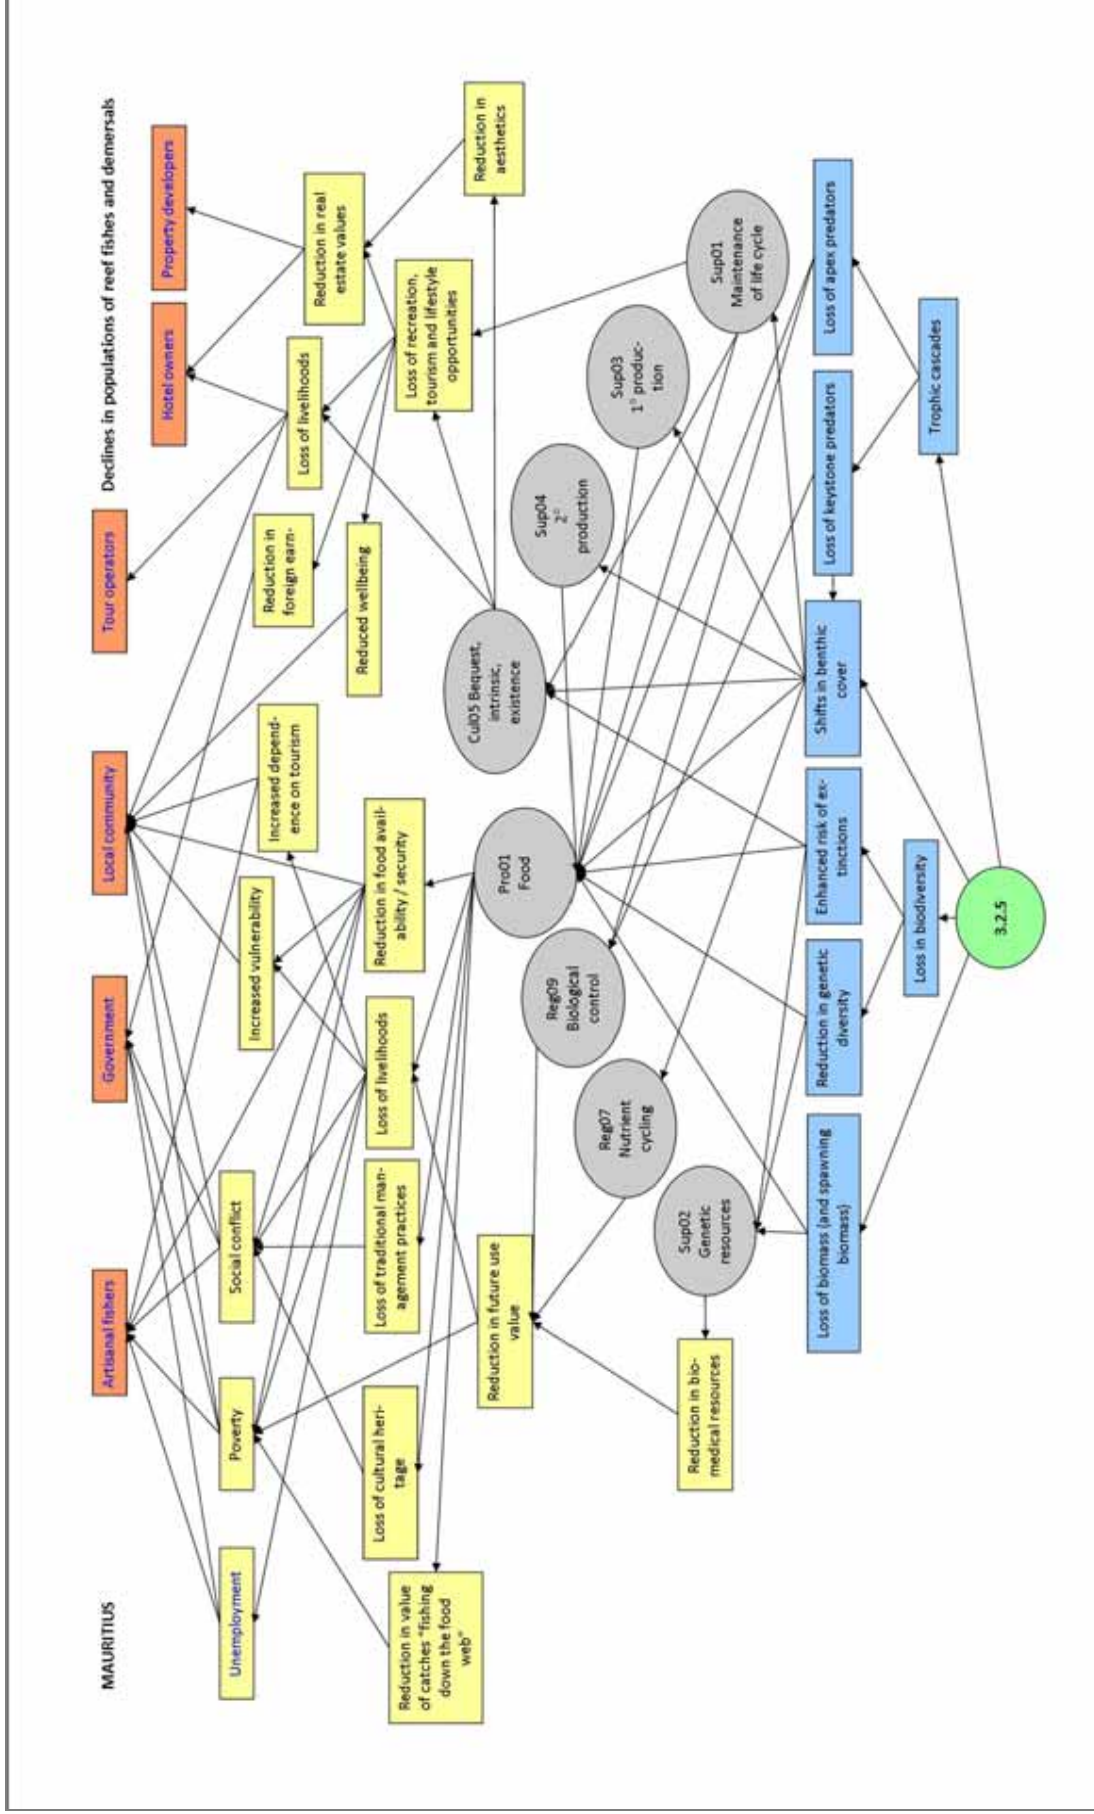 MAURITIUS
Declines in populations of reef fishes and demersals
Artisanal fishers
Government
Local community
Tour operators
Hotel owners
Property developers
Unemployment
Poverty
Social conflict
Increased vulnerability
Increased depend-
ence on tourism
Reduction in
foreign earn-
Loss of livelihoods
Reduction in real
estate values
Reduction in value
of catches "fishing
down the food
web"
Loss of cultural heri-
tage
Loss of traditional man-
agement practices
Loss of livelihoods
Reduction in food avail-
ability / security
Reduced wellbeing
Loss of recreation,
tourism and lifestyle
opportunities
Reduction in
aesthetics
Reduction in future use
value
Pro01
Food
Cul05 Bequest,
intrinsic,
existence
Reg09
Biological
control
Sup04
2°
production
Reg07
Nutrient
cycling
Sup03
1° produc-
tion
Reduction in bio-
medical resources
Sup02
Genetic
resources
Sup01
Maintenance
of life cycle
Loss of biomass (and spawning
biomass)
Reduction in genetic
diversity
Enhanced risk of ex-
tinctions
Shifts in benthic
cover
Loss of keystone predators
Loss of apex predators
Loss in biodiversity
Trophic cascades
3.2.5